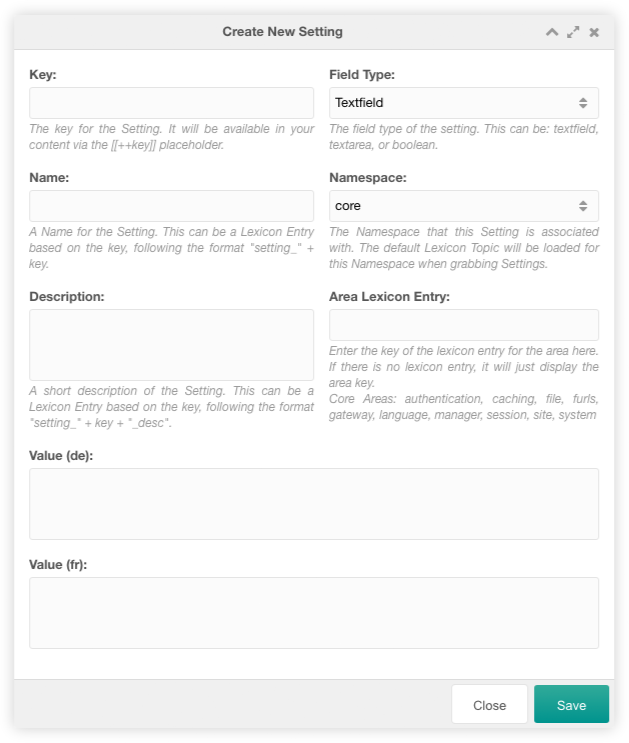 Create New Setting
Key:
The key for the Setting. It will be available in your
content via the [[++key]] placeholder.
Field Type:
Textfield
The field type of the setting. This can be: textfield,
textarea, or boolean.
Name:
A Name for the Setting. This can be a Lexicon Entry
based on the key, following the format "setting_" +
key.
Namespace:
core
The Namespace that this Setting is associated
with. The default Lexicon Topic will be loaded for
this Namespace when grabbing Settings.
Description:
A short description of the Setting. This can be a
Lexicon Entry based on the key, following the format
"setting_" + key + "_desc".
Area Lexicon Entry:
Enter the key of the lexicon entry for the area here.
If there is no lexicon entry, it will just display the
area key.
Core Areas: authentication, caching, file, furls,
gateway, language, manager, session, site, system
Value (de):
Value (fr):
Close
Save